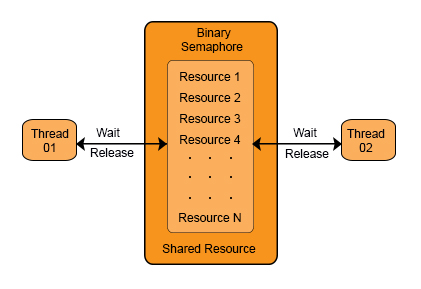 Binary
Semaphore
Resource 1
Resource 2
Resource 3
Resource 4
. . .
. . .
. . .
Resource N
Shared Resource
Thread
01
Wait
Release
Wait
Release
Thread
02